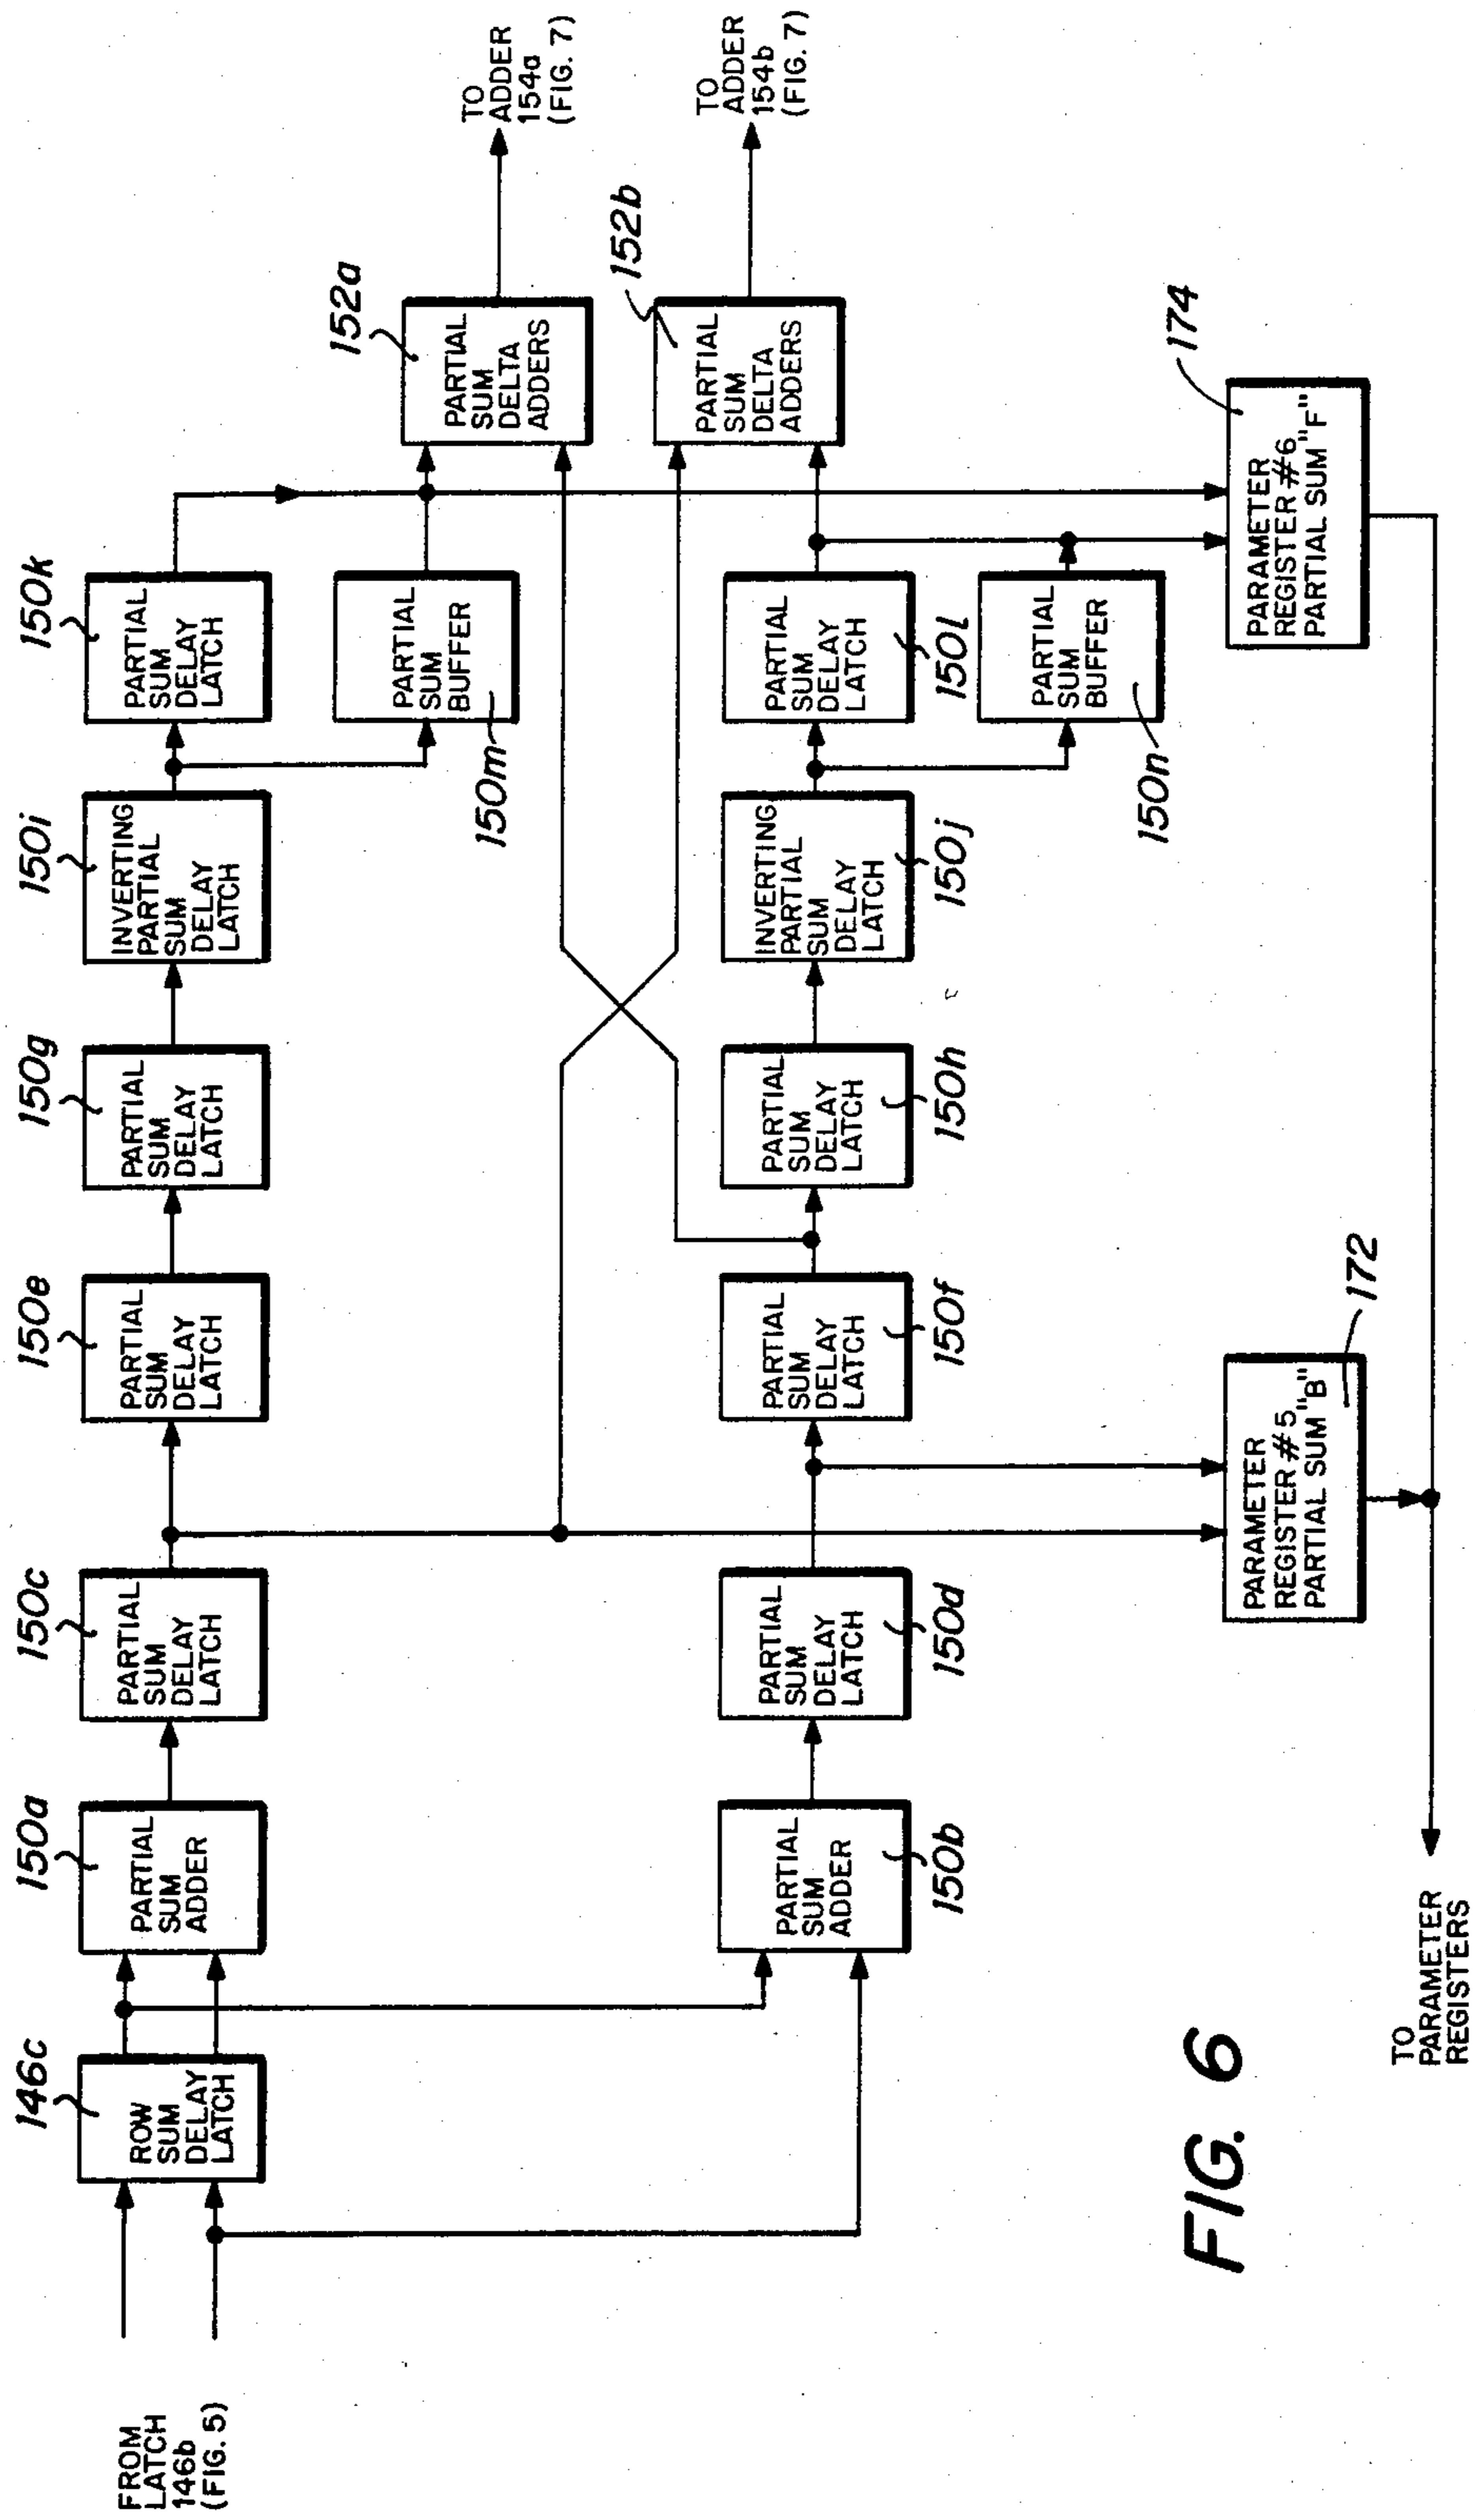 FROM
LATCH
146b
(FIG. 5)
146c
ROW
SUM
DELAY
LATCH
150a
PARTIAL
SUM
ADDER
150c
PARTIAL
SUM
DELAY
LATCH
150e
PARTIAL
SUM
DELAY
LATCH
150g
PARTIAL
SUM
DELAY
LATCH
150i
INVERTING
PARTIAL
SUM
DELAY
LATCH
150k
PARTIAL
SUM
DELAY
LATCH
PARTIAL
SUM
BUFFER
150m
152a
PARTIAL
SUM
DELTA
ADDERS
TO
ADDER
154a
(FIG. 7)
152b
PARTIAL
SUM
DELTA
ADDERS
TO
ADDER
154b
(FIG. 7)
PARTIAL
SUM
ADDER
150b
PARTIAL
SUM
DELAY
LATCH
150d
PARTIAL
SUM
DELAY
LATCH
150f
PARTIAL
SUM
DELAY
LATCH
150h
INVERTING
PARTIAL
SUM
DELAY
LATCH
150j
PARTIAL
SUM
DELAY
LATCH
150l
PARTIAL
SUM
BUFFER
150n
PARAMETER
REGISTER #5
PARTIAL SUM "B"
172
PARAMETER
REGISTER #6
PARTIAL SUM "F"
174
TO
PARAMETER
REGISTERS
FIG. 6